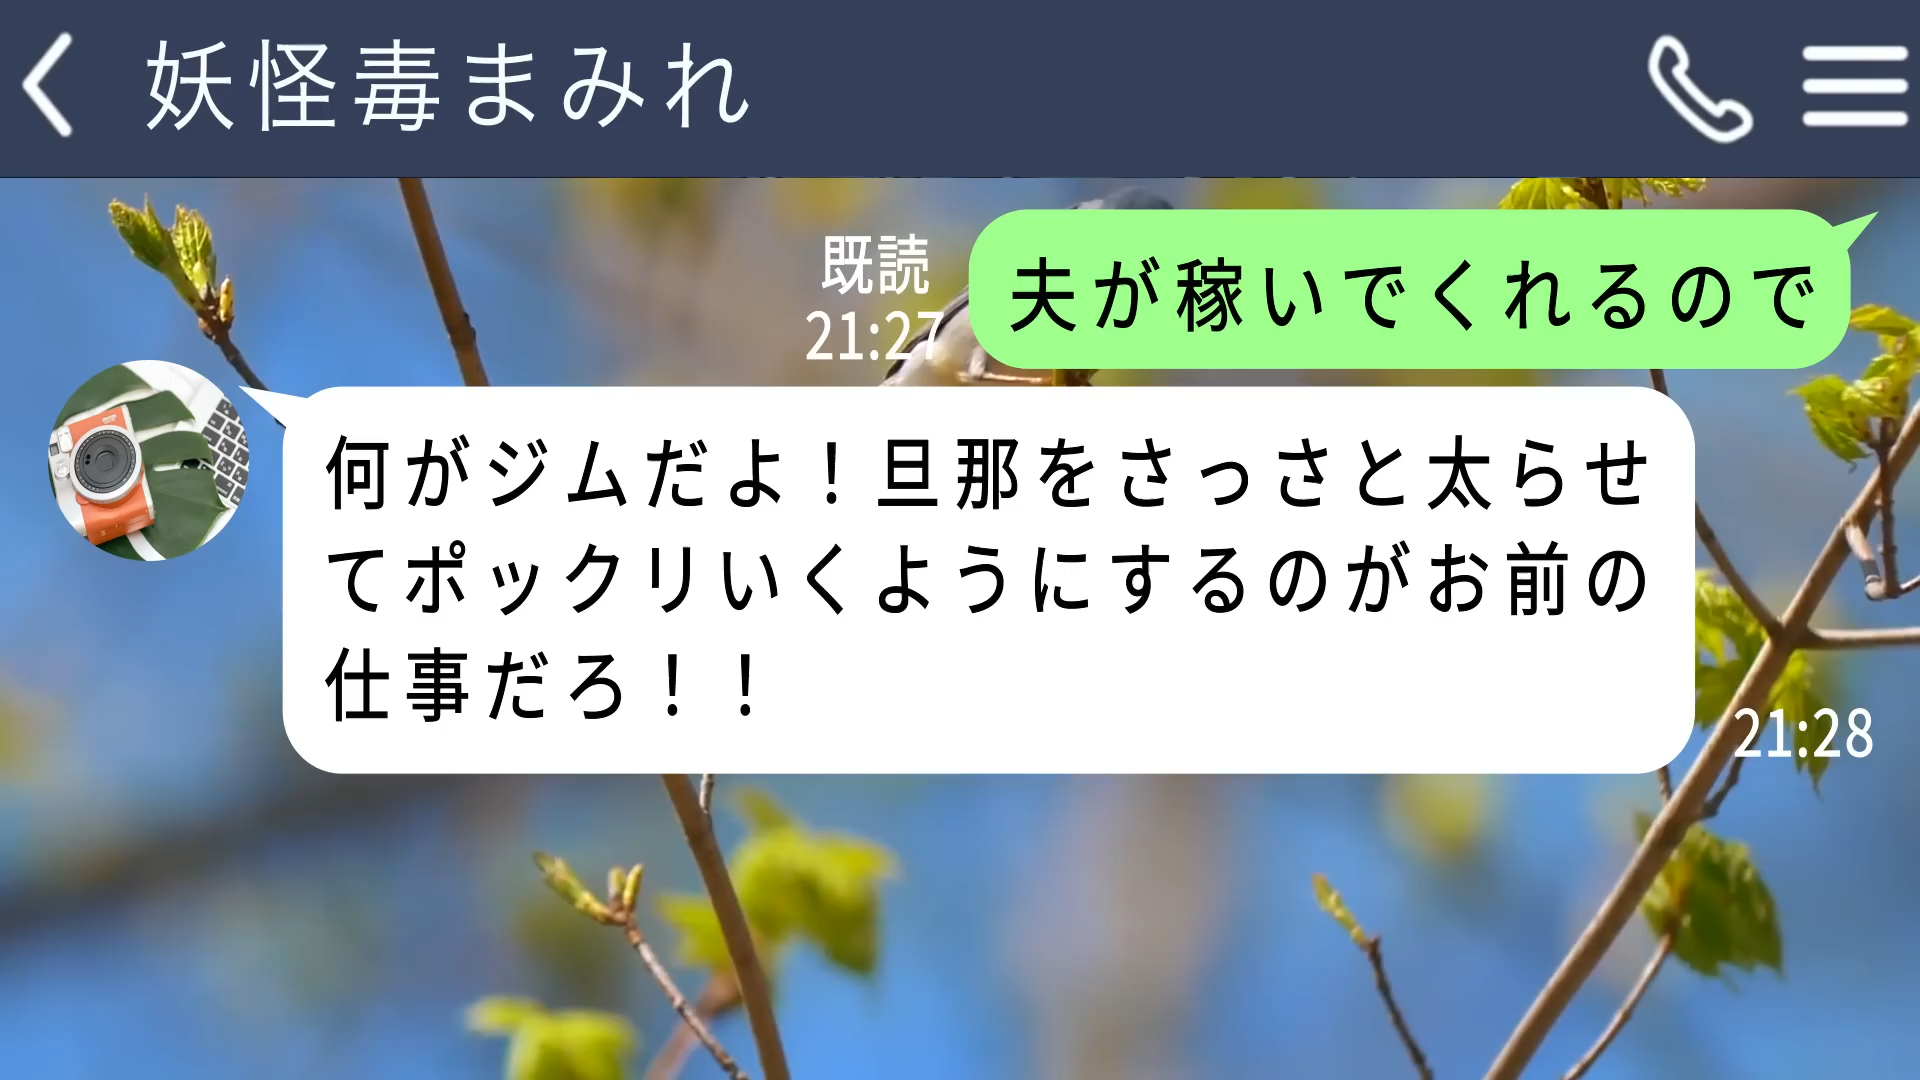 妖怪毒まみれ
夫が稼いでくれるので
既読
21:27
何がジムだよ！旦那をさっさと太らせ
てポックリいくようにするのがお前の
仕事だろ！！
21:28